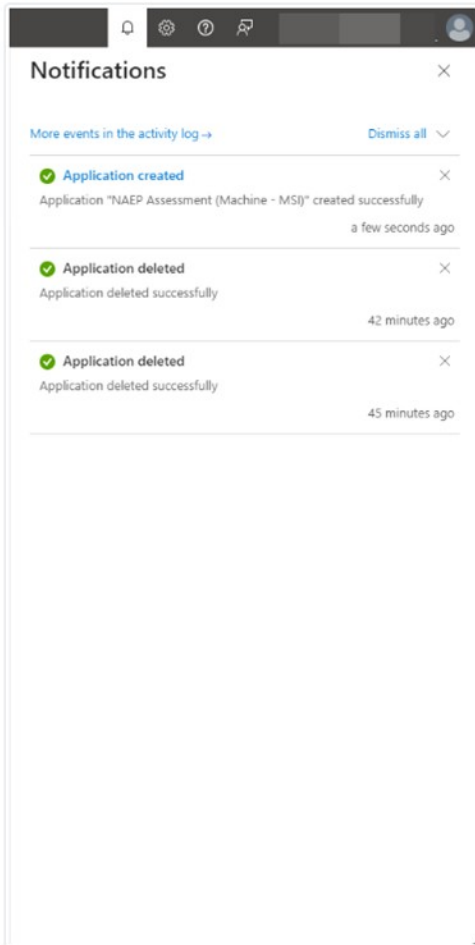 Notifications
More events in the activity log → Dismiss all
Application created
Application "NAEP Assessment (Machine - MSI)" created successfully
a few seconds ago
Application deleted
Application deleted successfully
42 minutes ago
Application deleted
Application deleted successfully
45 minutes ago